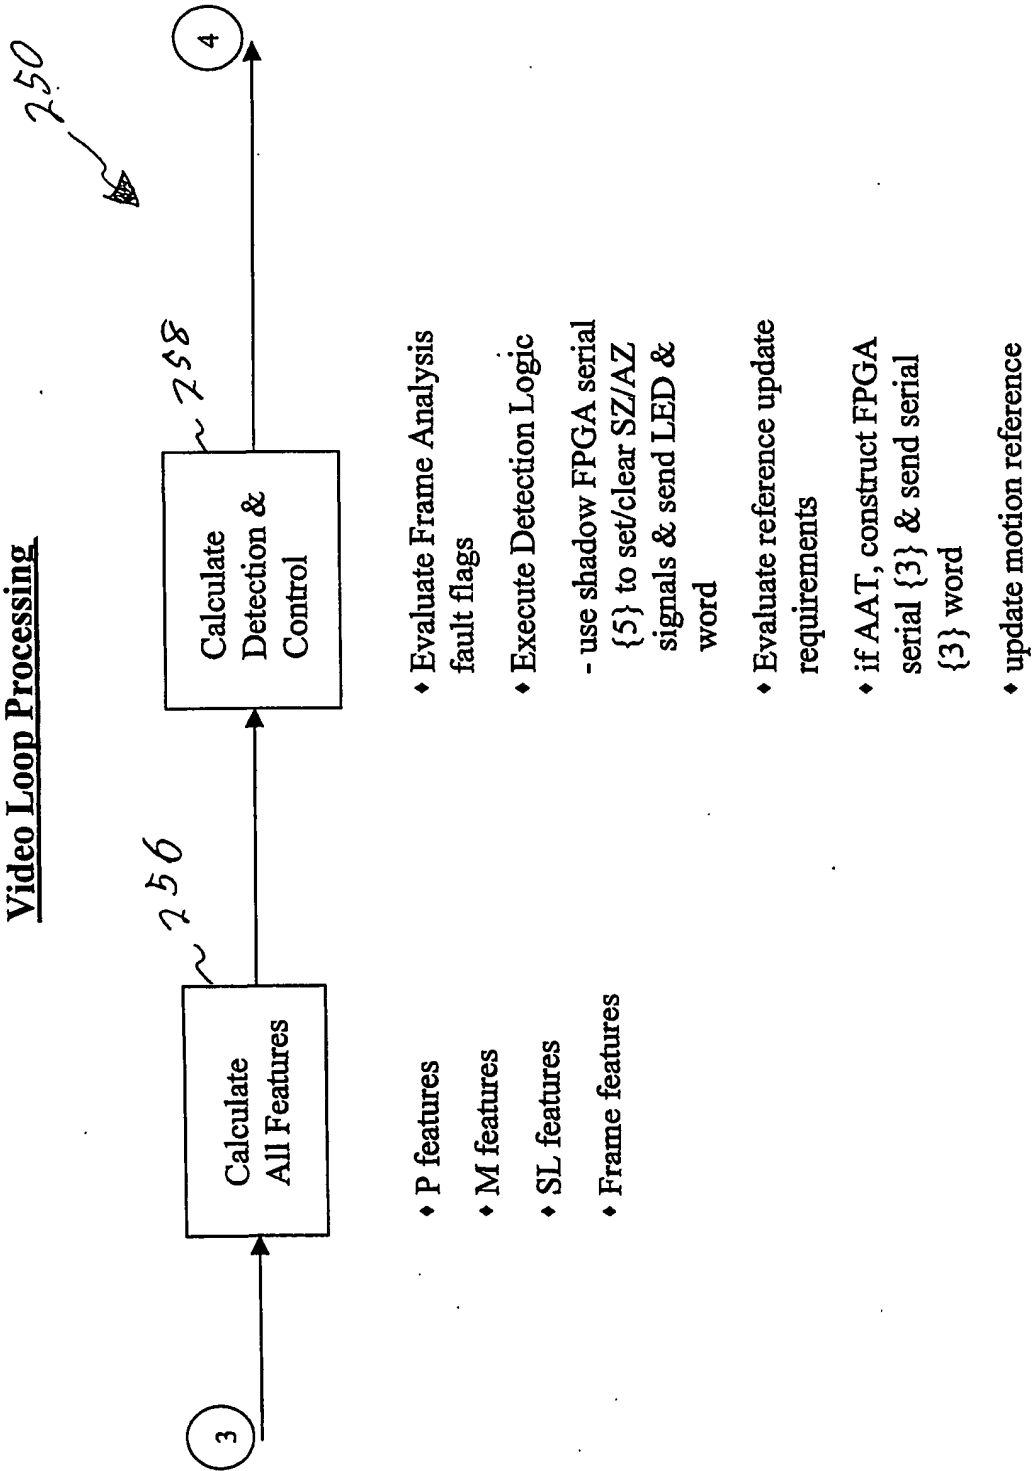 Video Loop Processing
250
3
256
Calculate
All Features
258
Calculate
Detection &
Control
4
♦ P features
♦ M features
♦ SL features
♦ Frame features
♦ Evaluate Frame Analysis
fault flags
♦ Execute Detection Logic
- use shadow FPGA serial
{5} to set/clear SZ/AZ
signals & send LED &
word
♦ Evaluate reference update
requirements
♦ if AAT, construct FPGA
serial {3} & send serial
{3} word
♦ update motion reference